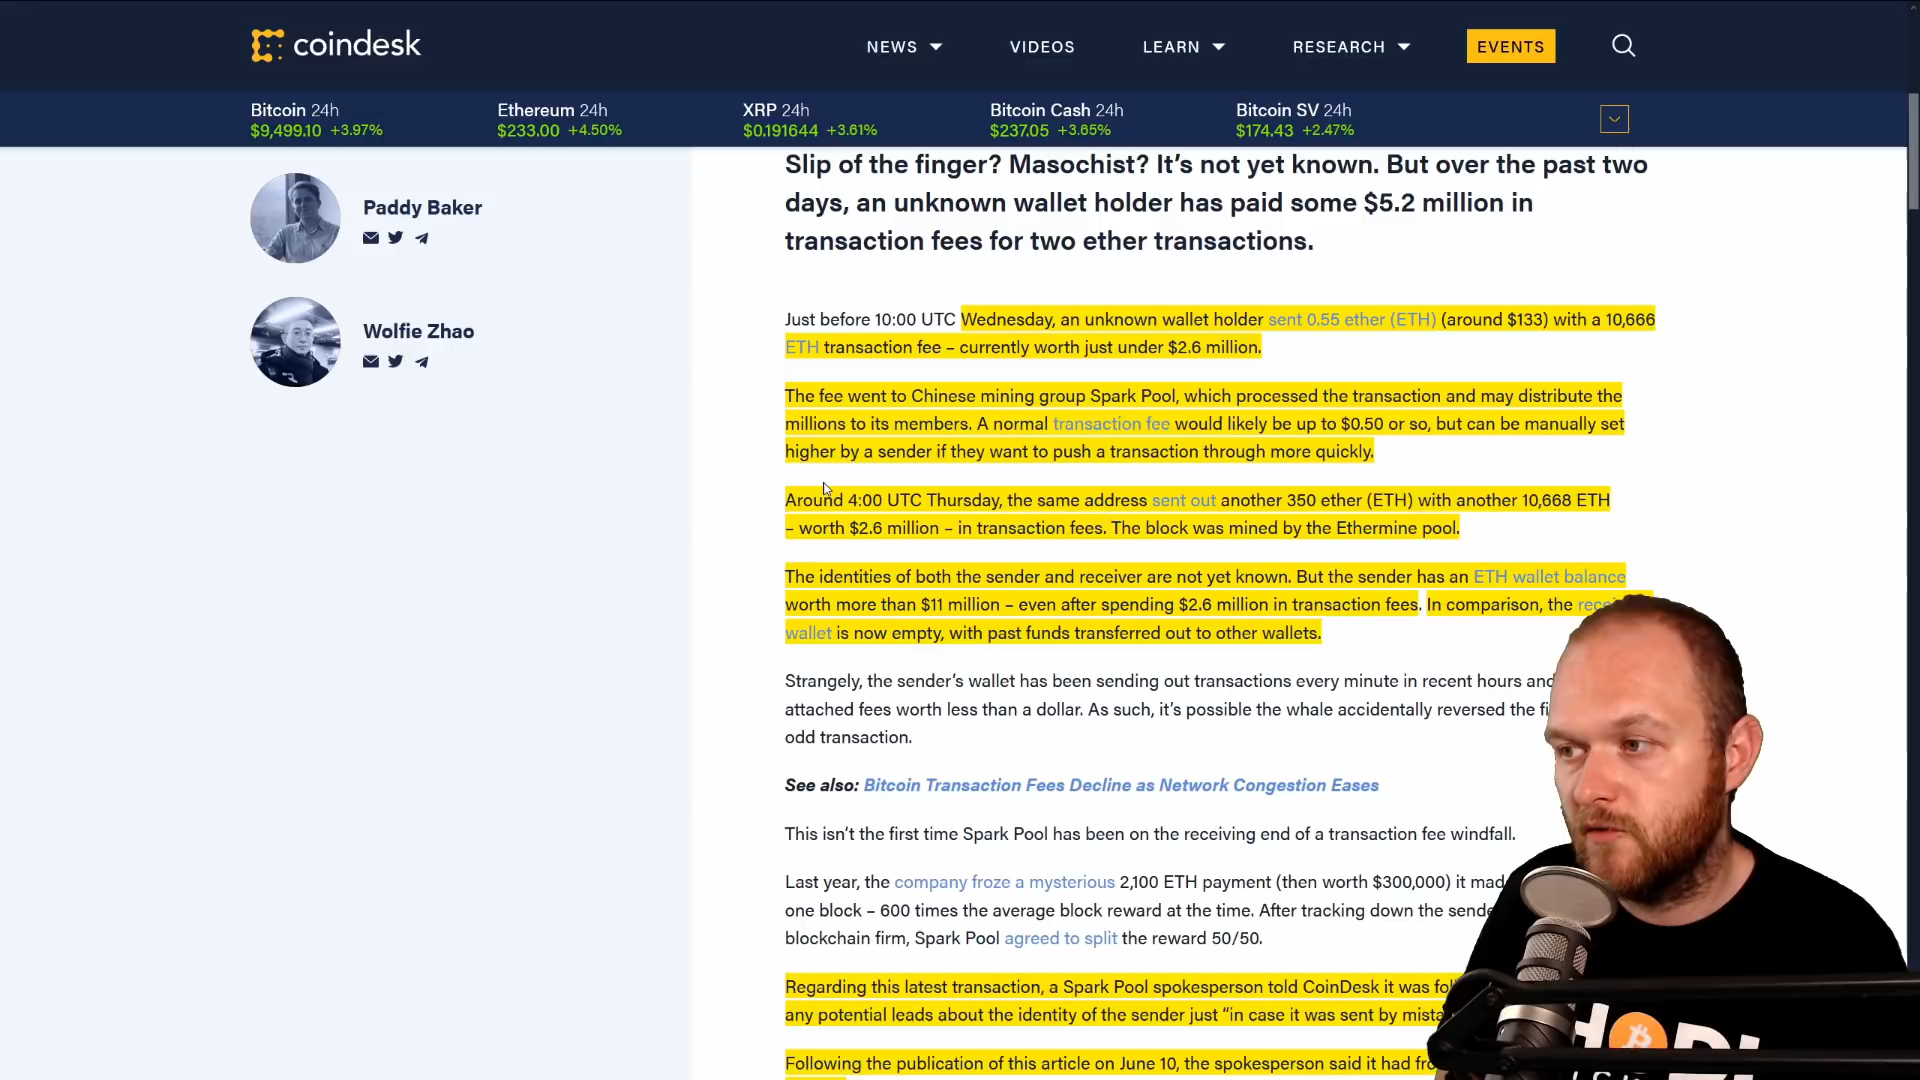 coindesk
NEWS
VIDEOS
LEARN
RESEARCH
EVENTS
Bitcoin 24h
$9,499.10 +3.97%
Ethereum 24h
$233.00 +4.50%
XRP 24h
$0.191644 +3.61%
Bitcoin Cash 24h
$237.05 +3.65%
Bitcoin SV 24h
$174.43 +2.47%
Paddy Baker
Wolfie Zhao
Slip of the finger? Masochist? It’s not yet known. But over the past two
days, an unknown wallet holder has paid some $5.2 million in
transaction fees for two ether transactions.
Just before 10:00 UTC Wednesday, an unknown wallet holder sent 0.55 ether (ETH) (around $133) with a 10,666
ETH transaction fee – currently worth just under $2.6 million.
The fee went to Chinese mining group Spark Pool, which processed the transaction and may distribute the
millions to its members. A normal transaction fee would likely be up to $0.50 or so, but can be manually set
higher by a sender if they want to push a transaction through more quickly.
Around 4:00 UTC Thursday, the same address sent out another 350 ether (ETH) with another 10,668 ETH
– worth $2.6 million – in transaction fees. The block was mined by the Ethermine pool.
The identities of both the sender and receiver are not yet known. But the sender has an ETH wallet balance
worth more than $11 million – even after spending $2.6 million in transaction fees. In comparison, the
wallet is now empty, with past funds transferred out to other wallets.
Strangely, the sender’s wallet has been sending out transactions every minute in recent hours and
attached fees worth less than a dollar. As such, it’s possible the whale accidentally reversed the
odd transaction.
See also: Bitcoin Transaction Fees Decline as Network Congestion Eases
This isn’t the first time Spark Pool has been on the receiving end of a transaction fee windfall.
Last year, the company froze a mysterious 2,100 ETH payment (then worth $300,000) it
one block – 600 times the average block reward at the time. After tracking down the
blockchain firm, Spark Pool agreed to split the reward 50/50.
Regarding this latest transaction, a Spark Pool spokesperson told CoinDesk it was
any potential leads about the identity of the sender just “in case it was sent by
Following the publication of this article on June 10, the spokesperson said it had